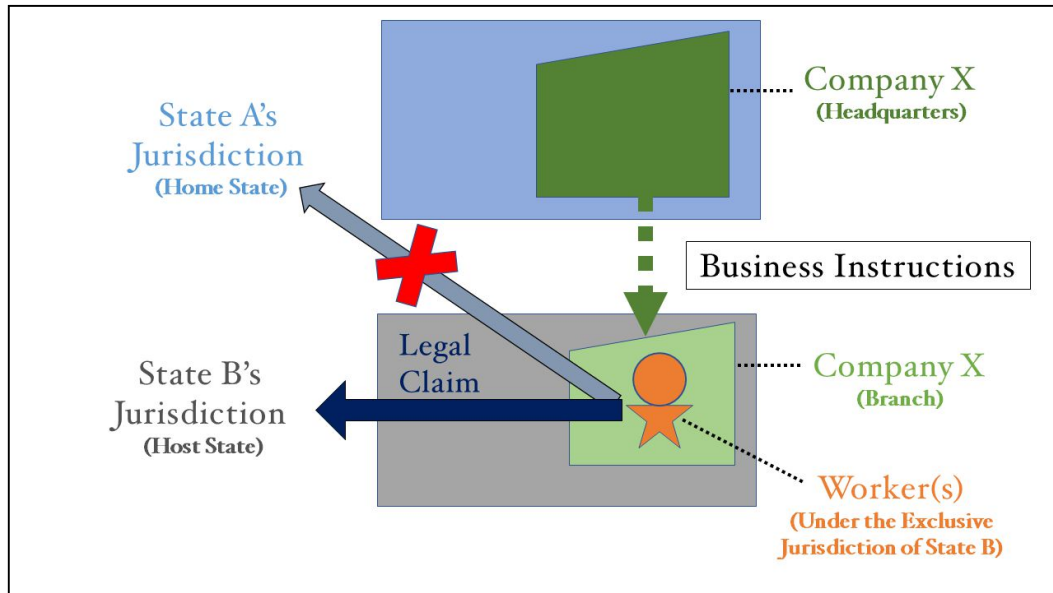 Company X
(Headquarters)
State A's
Jurisdiction
(Home State)
Business Instructions
Legal
Claim
State B's
Jurisdiction
(Host State)
Company X
(Branch)
Worker(s)
(Under the Exclusive
Jurisdiction of State B)